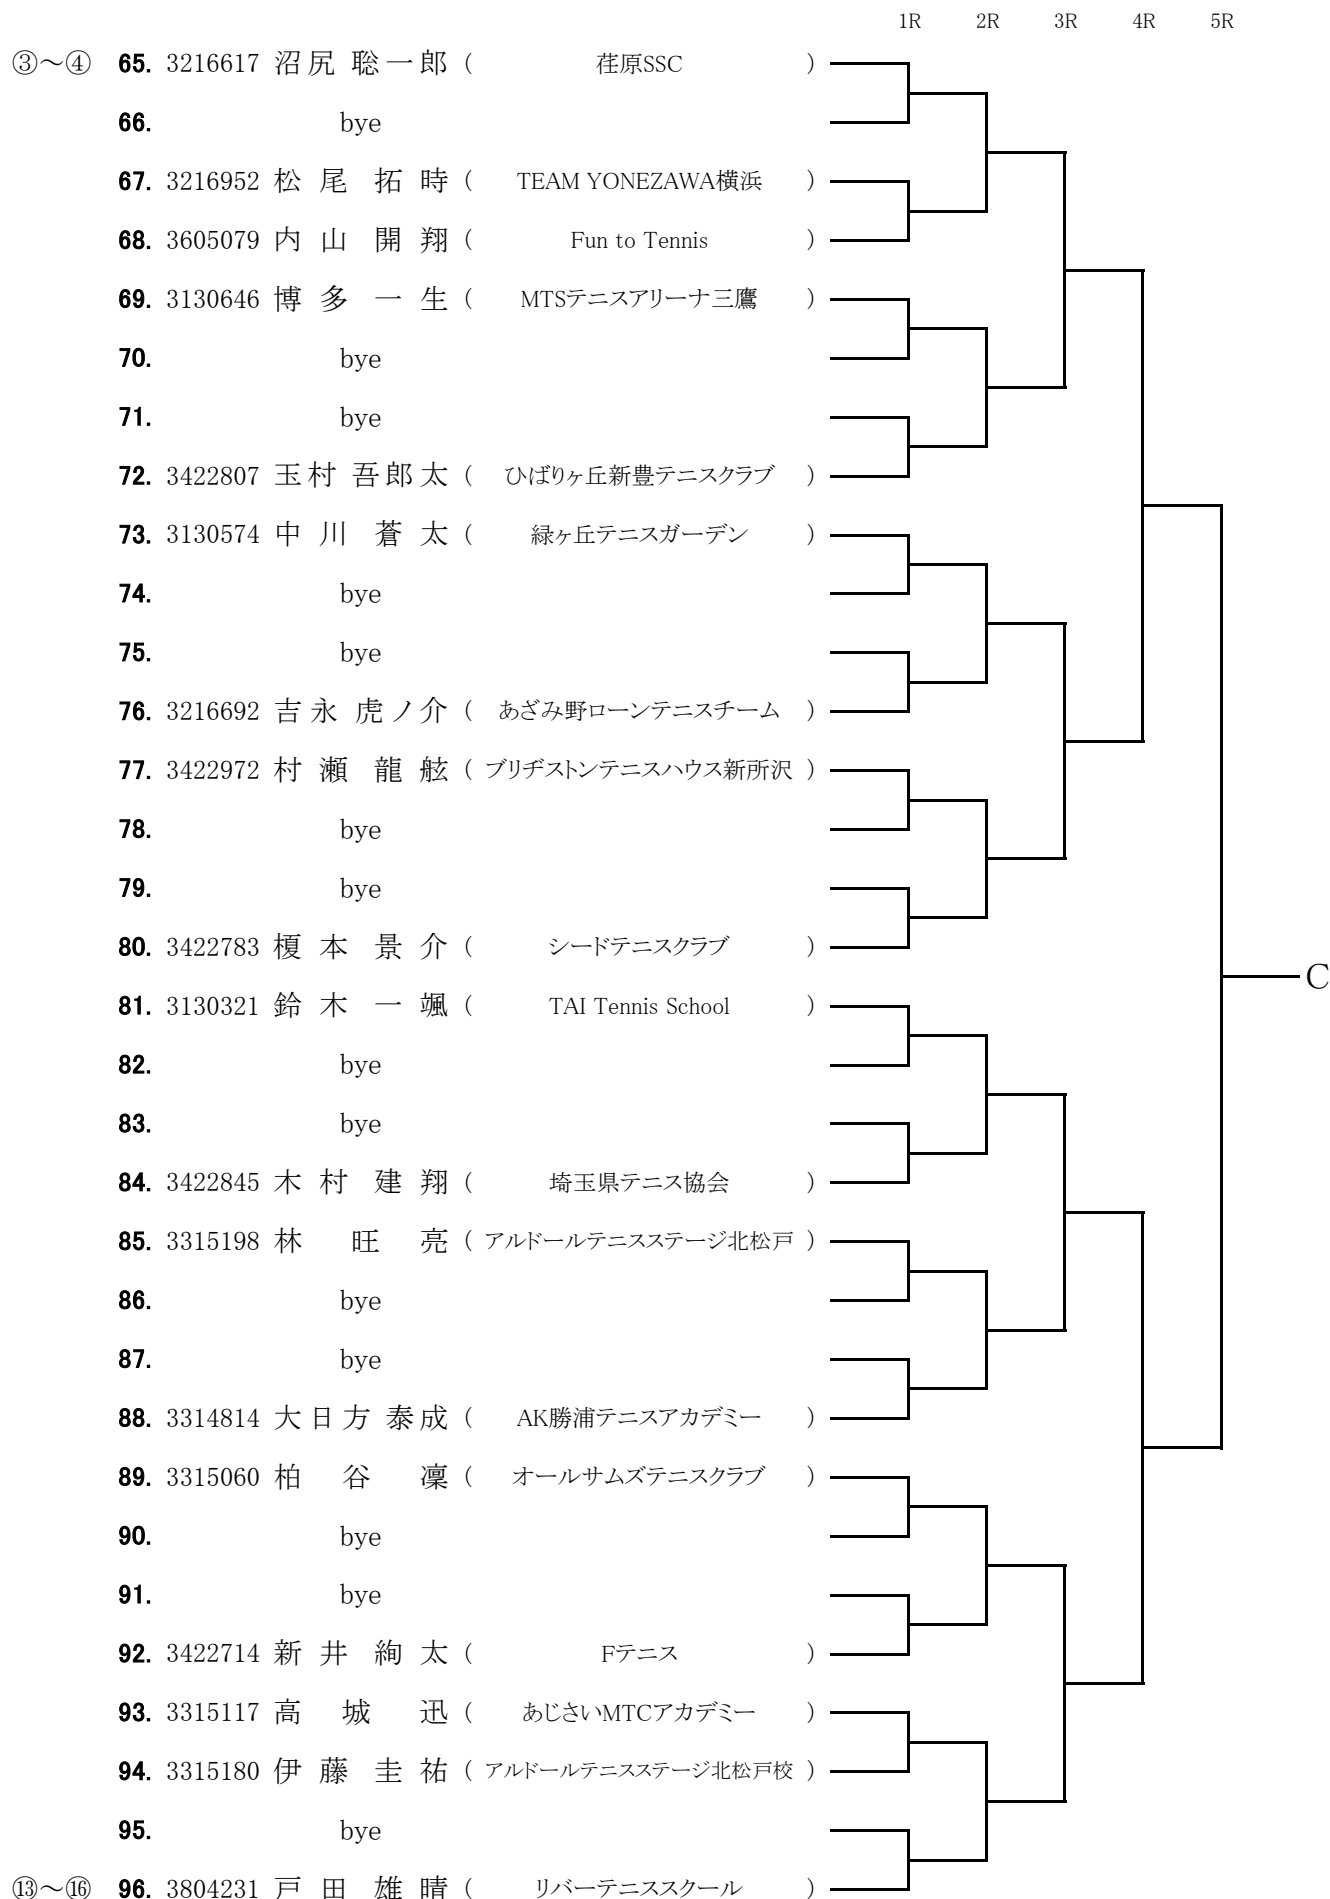 1R 2R 3R 4R 5R
③～④ 65. 3216617 沼尻 聡一郎 ( 荏原SSC )
66. bye
67. 3216952 松尾 拓時 ( TEAM YONEZAWA横浜 )
68. 3605079 内山 開翔 ( Fun to Tennis )
69. 3130646 博多 一生 ( MTSテニスアリーナ三鷹 )
70. bye
71. bye
72. 3422807 玉村 吾郎太 ( ひばりヶ丘新豊テニスクラブ )
73. 3130574 中川 蒼太 ( 緑ヶ丘テニスガーデン )
74. bye
75. bye
76. 3216692 吉永 虎ノ介 ( あざみ野ローンテニスチーム )
77. 3422972 村瀬 龍舷 ( ブリヂストンテニスハウス新所沢 )
78. bye
79. bye
80. 3422783 榎本 景介 ( シードテニスクラブ )
C
81. 3130321 鈴木 一颯 ( TAI Tennis School )
82. bye
83. bye
84. 3422845 木村 建翔 ( 埼玉県テニス協会 )
85. 3315198 林 旺亮 ( アルドールテニスステージ北松戸 )
86. bye
87. bye
88. 3314814 大日方 泰成 ( AK勝浦テニスアカデミー )
89. 3315060 柏谷 凜 ( オールサムズテニスクラブ )
90. bye
91. bye
92. 3422714 新井 絢太 ( Fテニス )
93. 3315117 高城 迅 ( あじさいMTCアカデミー )
94. 3315180 伊藤 圭祐 ( アルドールテニスステージ北松戸校 )
95. bye
⑬～⑯ 96. 3804231 戸田 雄晴 ( リバーテニススクール )